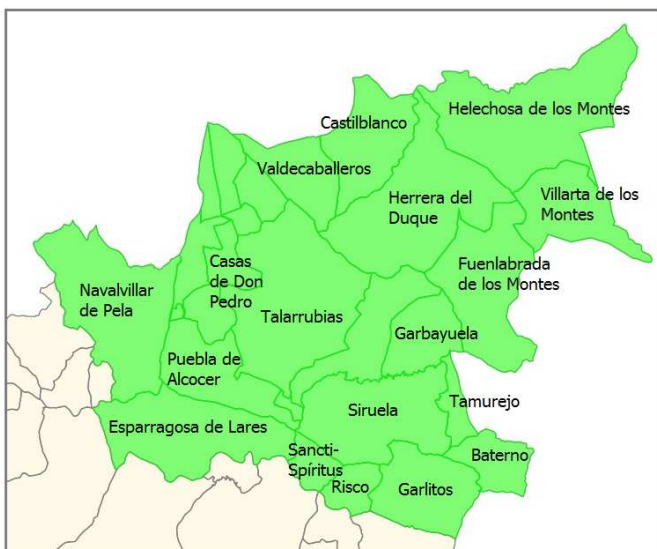 Helechosa de los Montes
Castilblanco
Valdecaballeros
Herrera del
Duque
Villarta de los
Montes
Casas
de Don
Pedro
Fuenlabrada
de los Montes
Navalvillar
de Pela
Talarrubias
Garbayuela
Puebla de
Alcocer
Siruela
Tamurejo
Esparragosa de Lares
Sancti-
Spíritus
Baterno
Risco
Garlitos